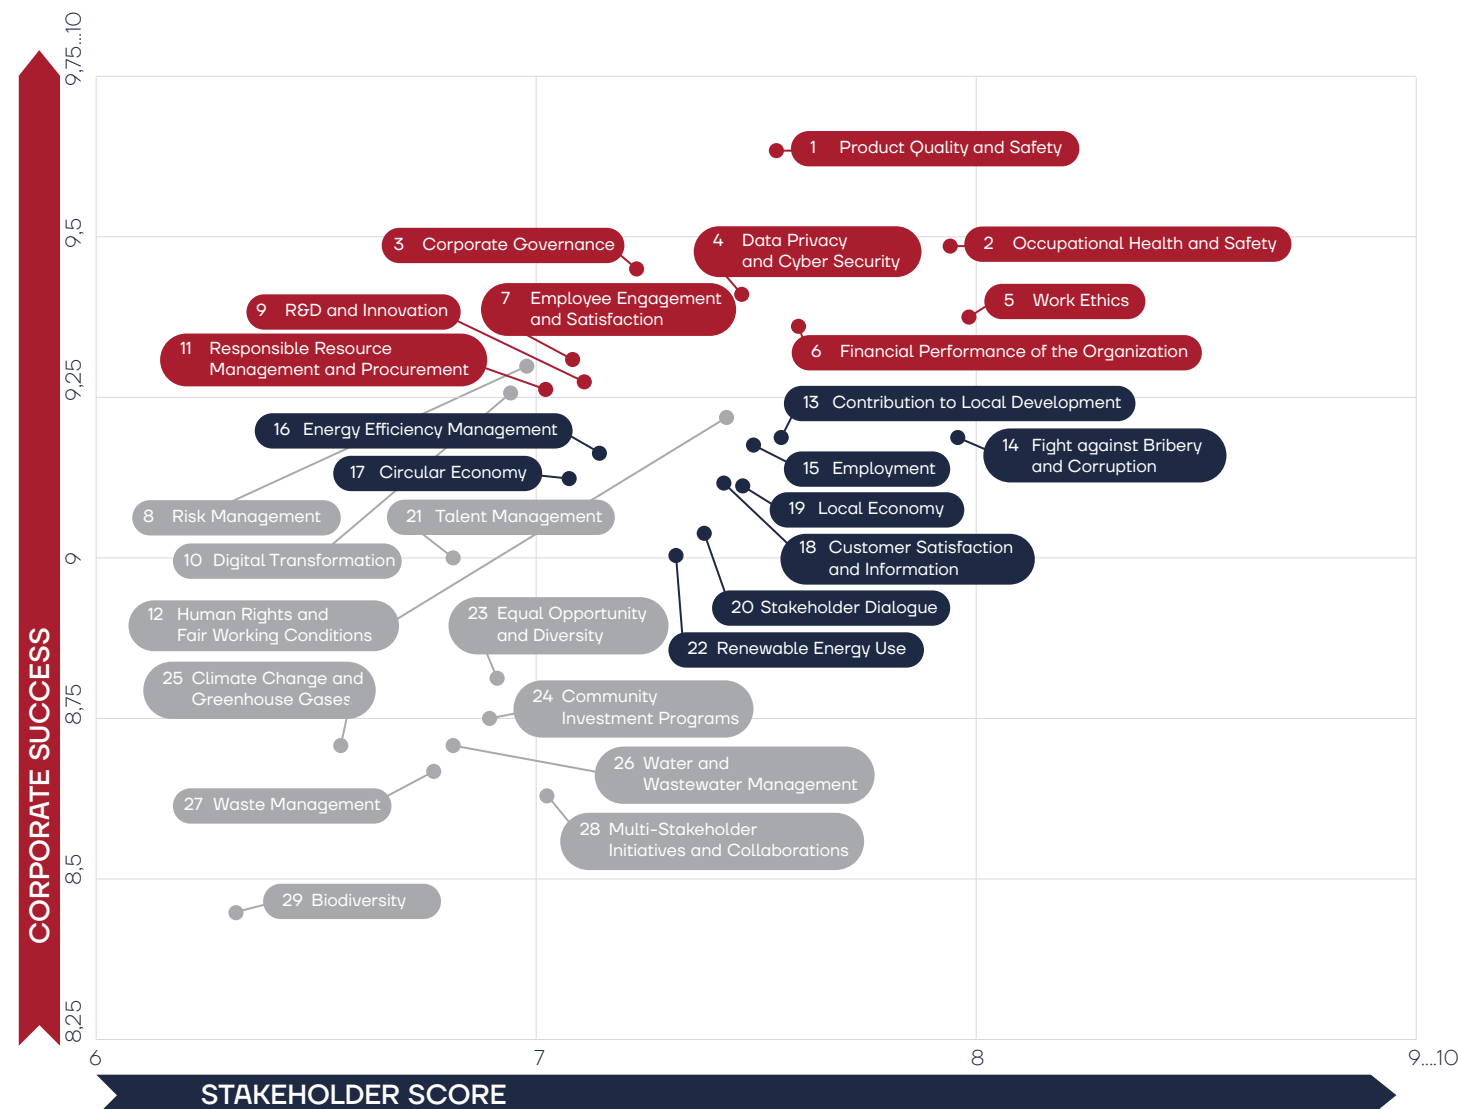 9,75...10
9,5
9,25
9
8,75
8,5
8,25
CORPORATE SUCCESS
1 Product Quality and Safety
3 Corporate Governance
4 Data Privacy
and Cyber Security
2 Occupational Health and Safety
7 Employee Engagement
and Satisfaction
5 Work Ethics
9 R&D and Innovation
11 Responsible Resource
Management and Procurement
6 Financial Performance of the Organization
13 Contribution to Local Development
16 Energy Efficiency Management
14 Fight against Bribery
and Corruption
15 Employment
17 Circular Economy
19 Local Economy
8 Risk Management
21 Talent Management
18 Customer Satisfaction
and Information
10 Digital Transformation
20 Stakeholder Dialogue
12 Human Rights and
Fair Working Conditions
23 Equal Opportunity
and Diversity
22 Renewable Energy Use
25 Climate Change and
Greenhouse Gases
24 Community
Investment Programs
26 Water and
Wastewater Management
27 Waste Management
28 Multi-Stakeholder
Initiatives and Collaborations
29 Biodiversity
6
7
8
9....10
STAKEHOLDER SCORE